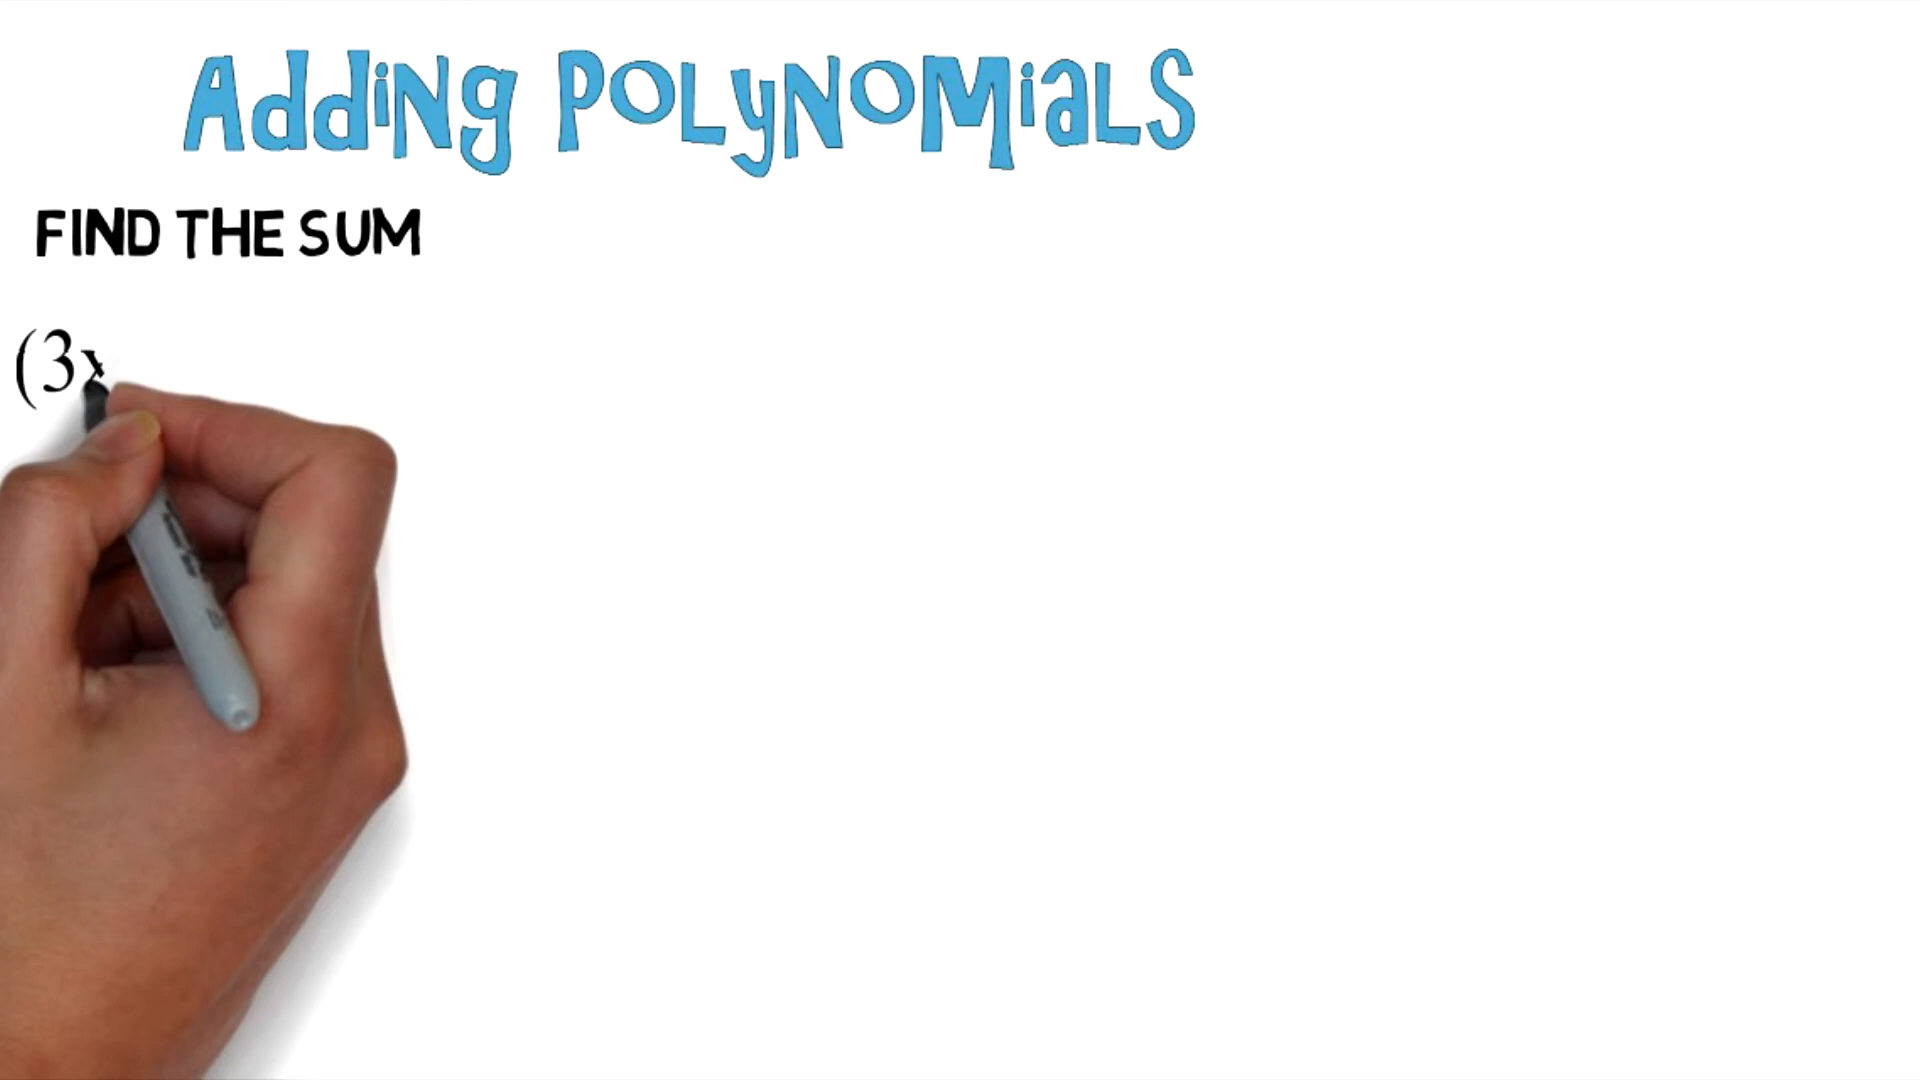 Adding Polynomials
FIND THE SUM
(3x